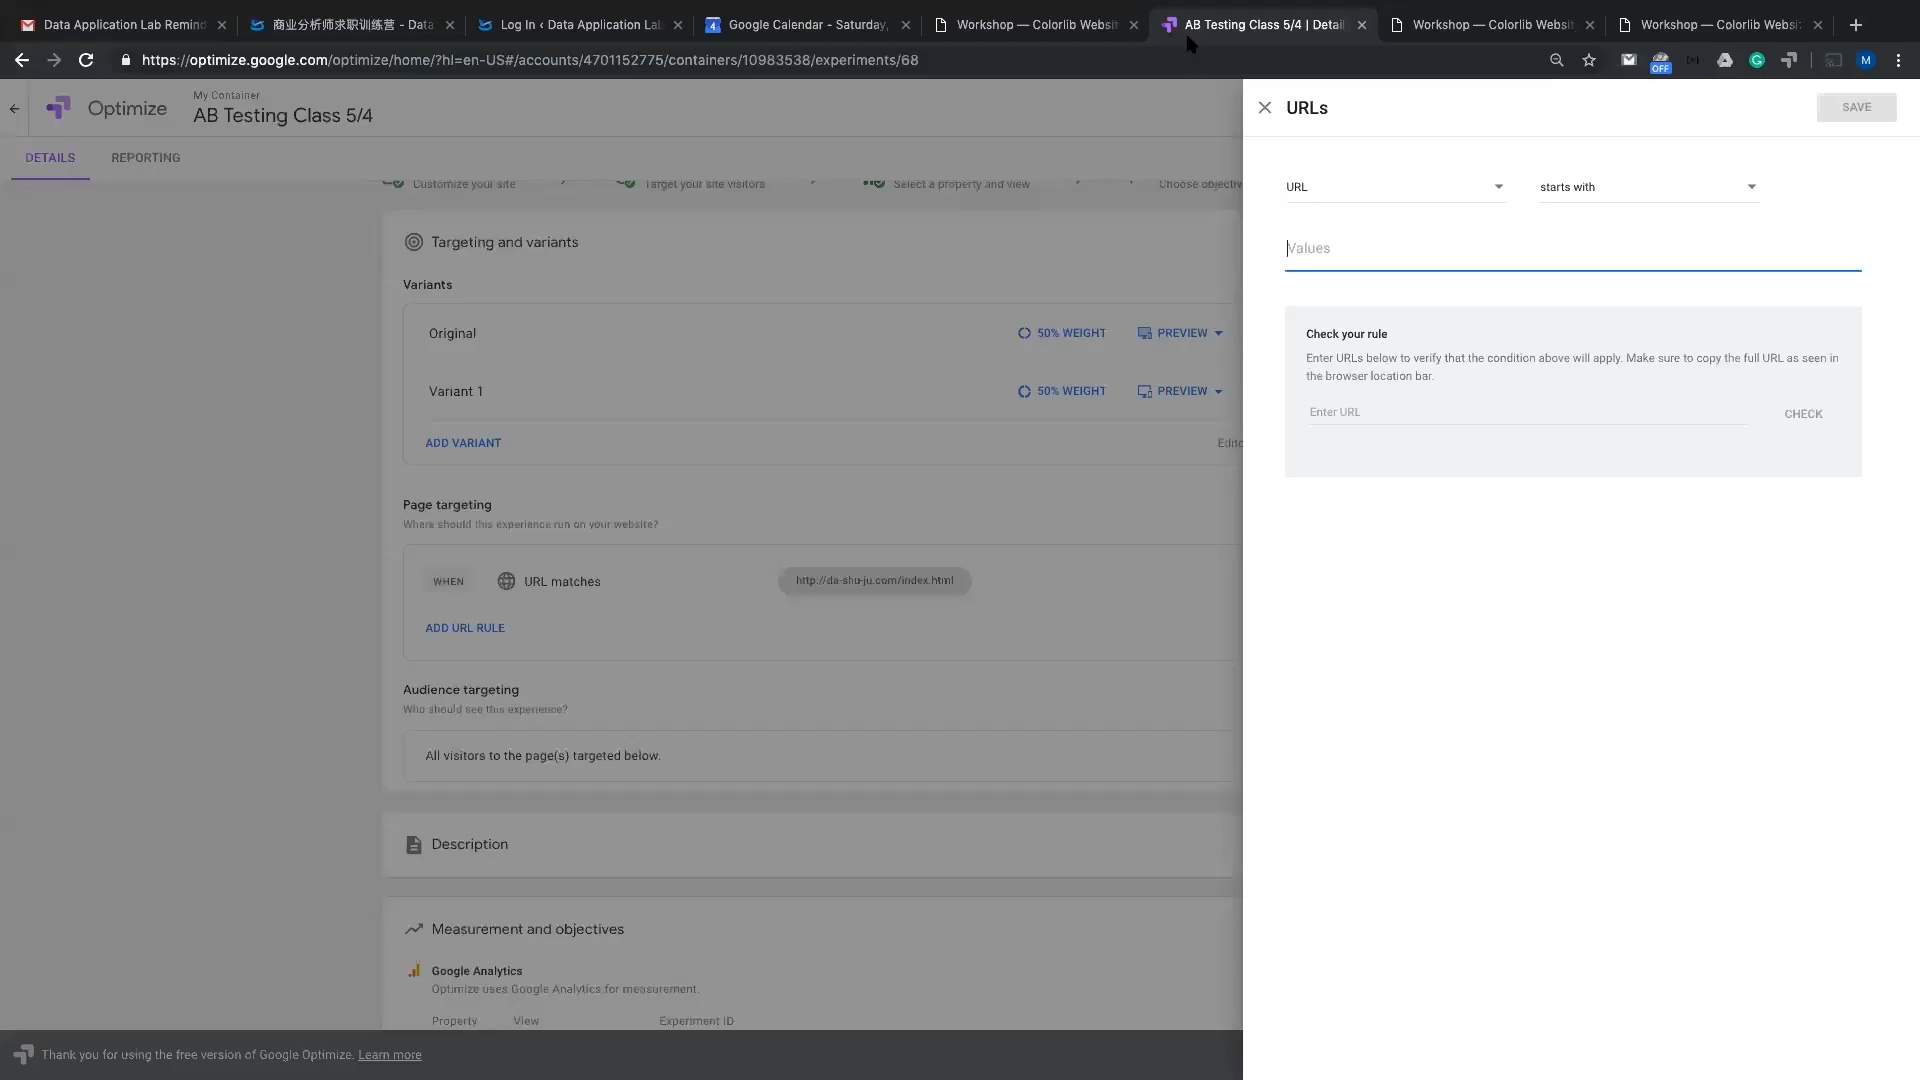 Data Application Lab Remind
商业分析师求职训练营 - Data
Log In ‹ Data Application La
Google Calendar - Saturday,
Workshop — Colorlib Websit
AB Testing Class 5/4 | Detail
Workshop — Colorlib Websit
Workshop — Colorlib Websit
https://optimize.google.com/optimize/home/?hl=en-US#/accounts/4701152775/containers/10983538/experiments/68
OFF
M
Optimize
My Container
AB Testing Class 5/4
URLs
SAVE
DETAILS
REPORTING
Customize your site
Target your site visitors
Select a property and view
Choose objectiv
URL
starts with
Values
Targeting and variants
Variants
Original
50% WEIGHT
PREVIEW
Variant 1
50% WEIGHT
PREVIEW
ADD VARIANT
Edito
Check your rule
Enter URLs below to verify that the condition above will apply. Make sure to copy the full URL as seen in
the browser location bar.
Enter URL
CHECK
Page targeting
Where should this experience run on your website?
WHEN
URL matches
http://da-shu-ju.com/index.html
ADD URL RULE
Audience targeting
Who should see this experience?
All visitors to the page(s) targeted below.
Description
Measurement and objectives
Google Analytics
Optimize uses Google Analytics for measurement.
Property
View
Experiment ID
Thank you for using the free version of Google Optimize. Learn more